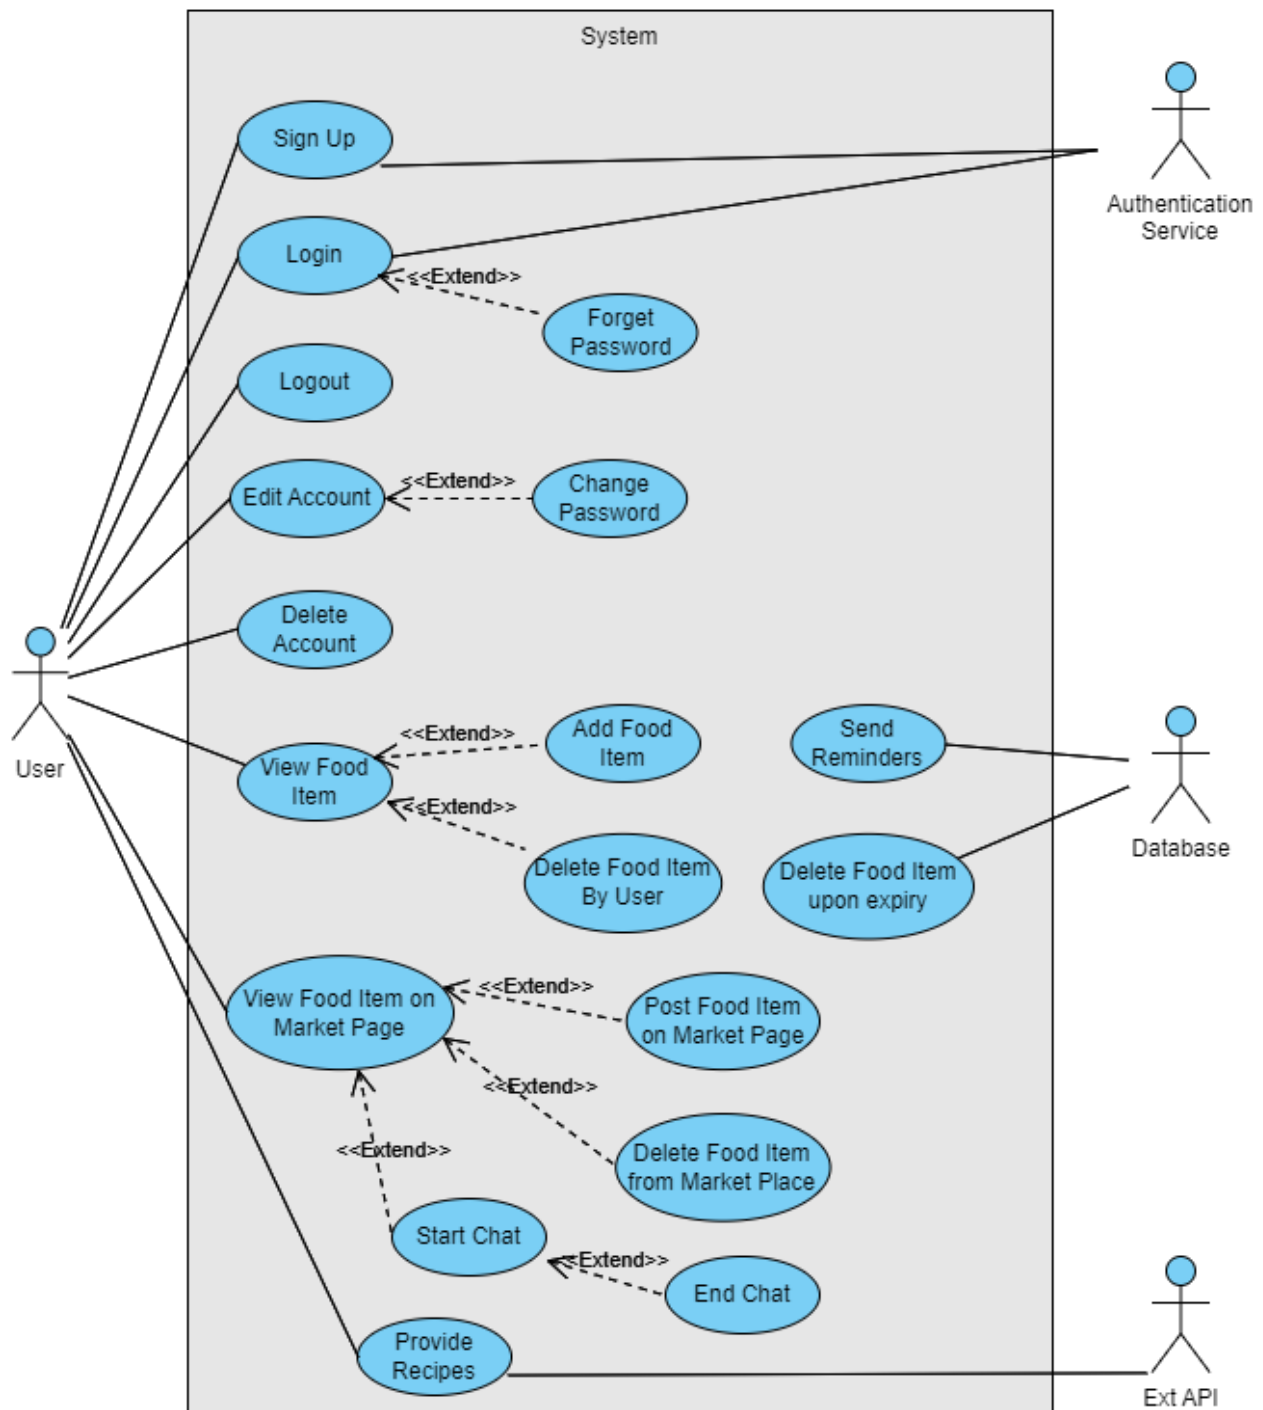 System
Sign Up
Authentication
Service
Login
<<Extend>>
Forget
Password
Logout
Edit Account
<<Extend>>
Change
Password
Delete
Account
User
View Food
Item
<<Extend>>
Add Food
Item
<<Extend>>
Delete Food Item
By User
Send
Reminders
Delete Food Item
upon expiry
Database
View Food Item on
Market Page
<<Extend>>
Post Food Item
on Market Page
<<Extend>>
Delete Food Item
from Market Place
<<Extend>>
Start Chat
<<Extend>>
End Chat
Provide
Recipes
Ext API